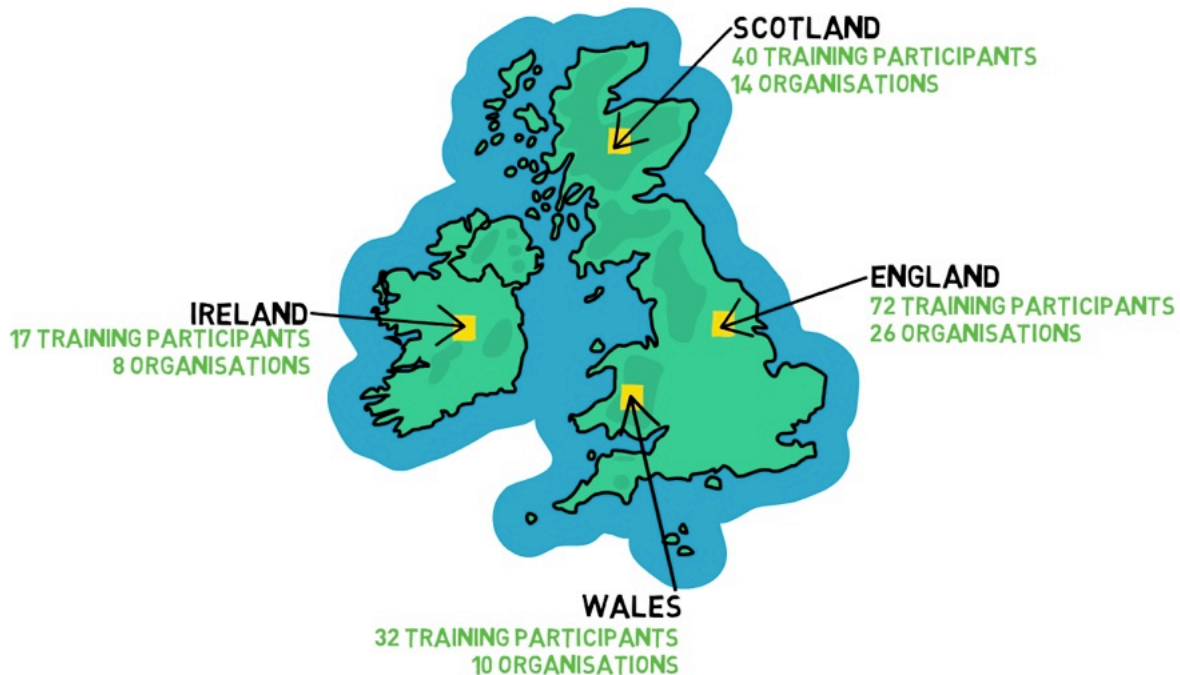 SCOTLAND
40 TRAINING PARTICIPANTS
14 ORGANISATIONS
ENGLAND
72 TRAINING PARTICIPANTS
26 ORGANISATIONS
IRELAND
17 TRAINING PARTICIPANTS
8 ORGANISATIONS
WALES
32 TRAINING PARTICIPANTS
10 ORGANISATIONS